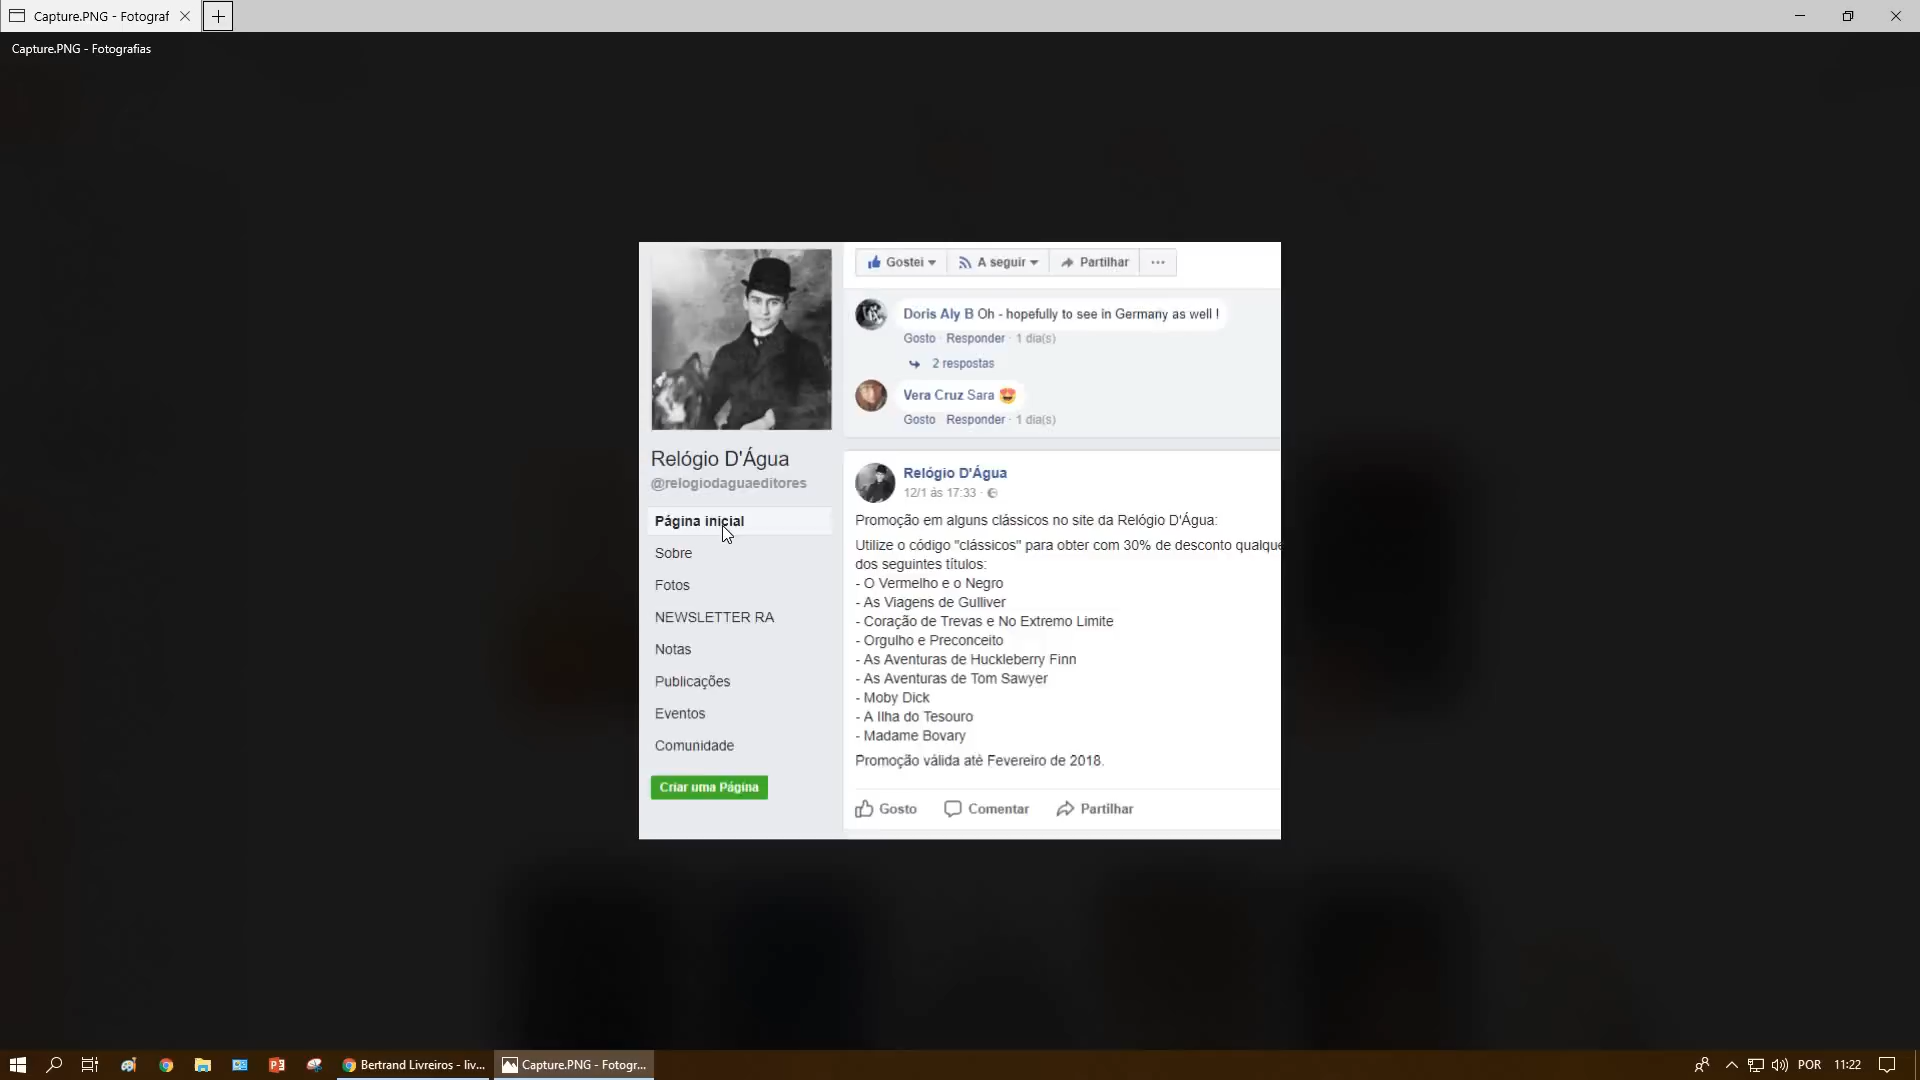 Capture.PNG - Fotograf
Capture.PNG - Fotografias
Gostei
A seguir
Partilhar
Doris Aly B Oh - hopefully to see in Germany as well !
Gosto · Responder · 1 dia(s)
2 respostas
Vera Cruz Sara
Gosto · Responder · 1 dia(s)
Relógio D'Água
@relogiodaguaeditores
Página inicial
Sobre
Fotos
NEWSLETTER RA
Notas
Publicações
Eventos
Comunidade
Criar uma Página
Relógio D'Água
12/1 às 17:33
Promoção em alguns clássicos no site da Relógio D'Água:
Utilize o código "clássicos" para obter com 30% de desconto qualque
dos seguintes títulos:
- O Vermelho e o Negro
- As Viagens de Gulliver
- Coração de Trevas e No Extremo Limite
- Orgulho e Preconceito
- As Aventuras de Huckleberry Finn
- As Aventuras de Tom Sawyer
- Moby Dick
- A Ilha do Tesouro
- Madame Bovary
Promoção válida até Fevereiro de 2018.
Gosto
Comentar
Partilhar
Bertrand Livreiros - liv...
Capture.PNG - Fotogr...
POR
11:22